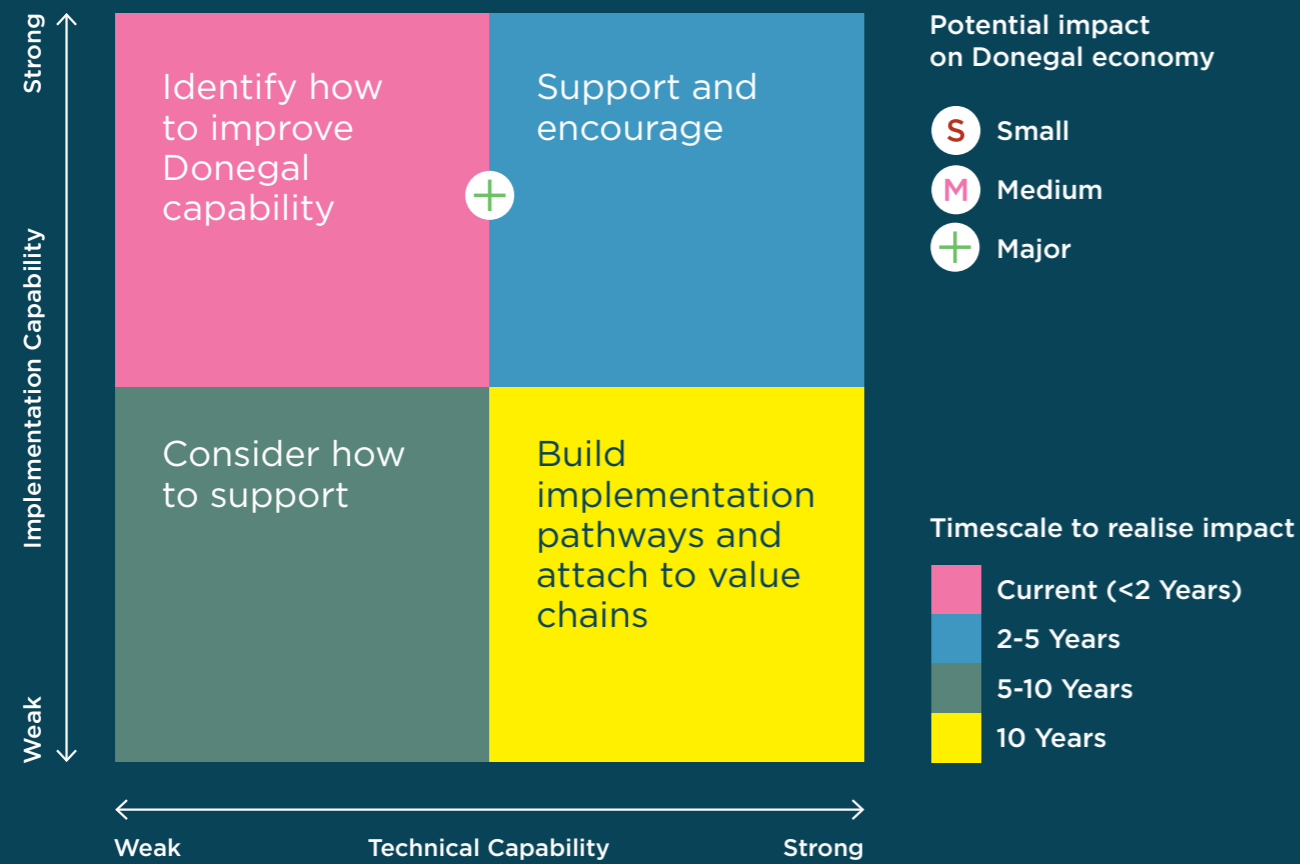 Strong
Implementation Capability
Weak
Identify how
to improve
Donegal
capability
Support and
encourage
+
Consider how
to support
Build
implementation
pathways and
attach to value
chains
Weak
Technical Capability
Strong
Potential impact
on Donegal economy
S Small
M Medium
+ Major
Timescale to realise impact
Current (<2 Years)
2-5 Years
5-10 Years
10 Years